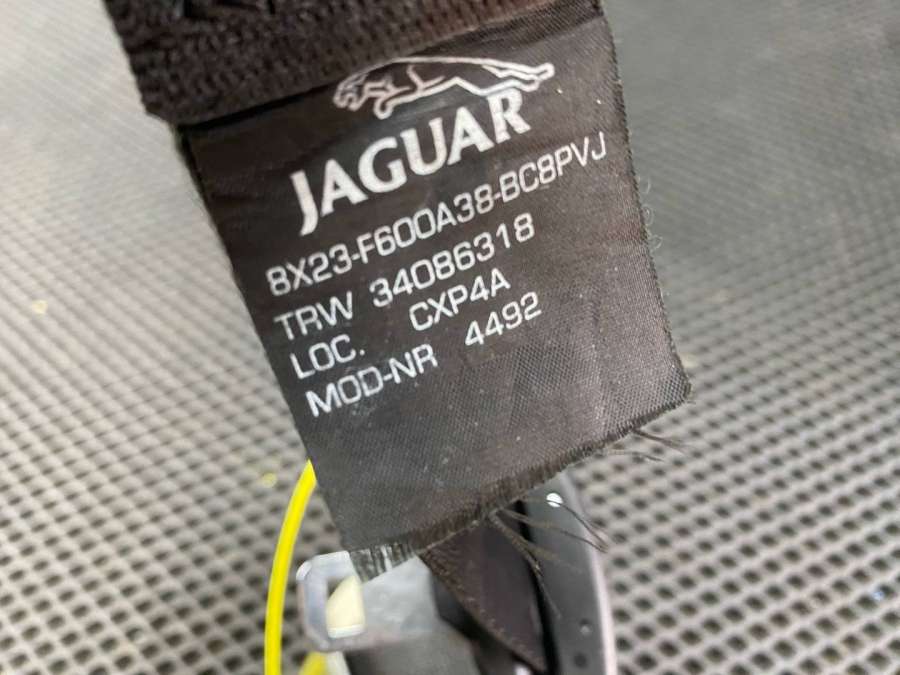 JAGUAR
8X23-F600A38-BC8PVJ
TRW 34086318
LOC. CXP4A
MOD-NR 4492